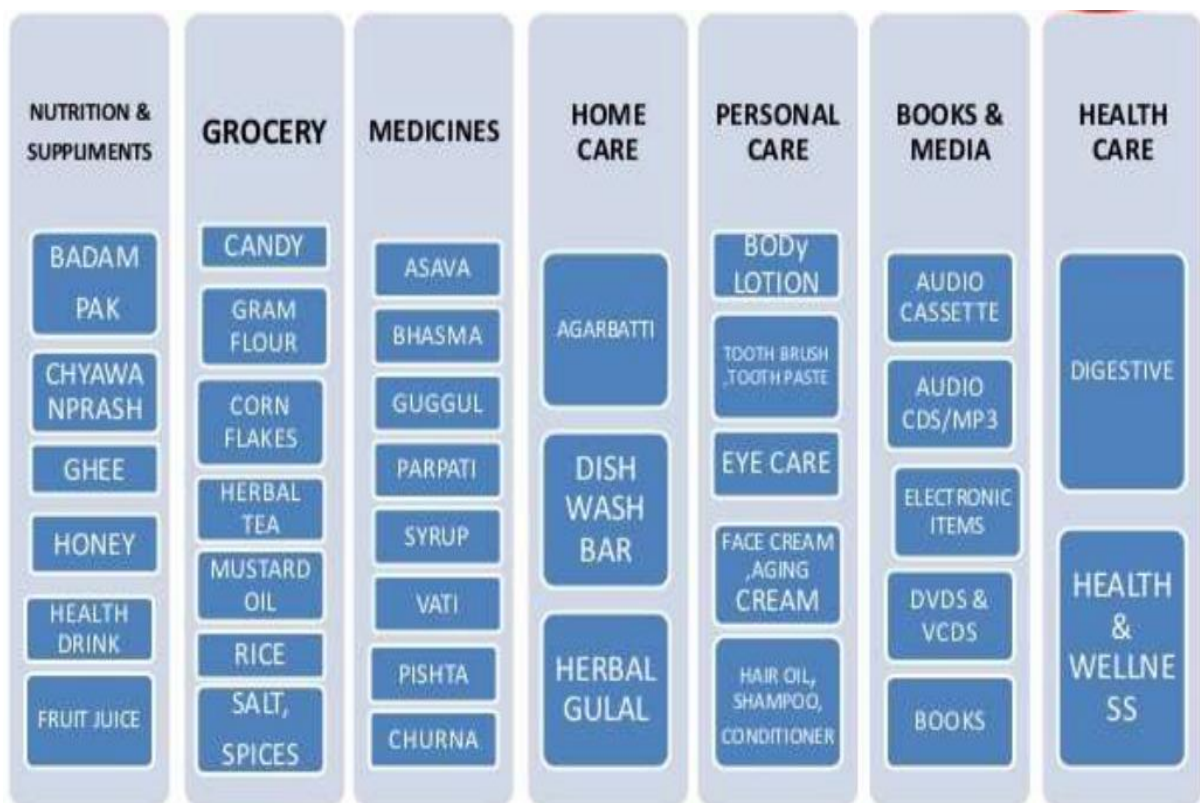 NUTRITION &
SUPPLIMENTS
BADAM
PAK
CHYAWA
NPRASH
GHEE
HONEY
HEALTH
DRINK
FRUIT JUICE
GROCERY
CANDY
GRAM
FLOUR
CORN
FLAKES
HERBAL
TEA
MUSTARD
OIL
RICE
SALT,
SPICES
MEDICINES
ASAVA
BHASMA
GUGGUL
PARPATI
SYRUP
VATI
PISHTA
CHURNA
HOME
CARE
AGARBATTI
DISH
WASH
BAR
HERBAL
GULAL
PERSONAL
CARE
BODy
LOTION
TOOTH BRUSH
,TOOTH PASTE
EYE CARE
FACE CREAM
,AGING
CREAM
HAIR OIL,
SHAMPOO,
CONDITIONER
BOOKS &
MEDIA
AUDIO
CASSETTE
AUDIO
CDS/MP3
ELECTRONIC
ITEMS
DVDS &
VCDS
BOOKS
HEALTH
CARE
DIGESTIVE
HEALTH
&
WELLNE
SS